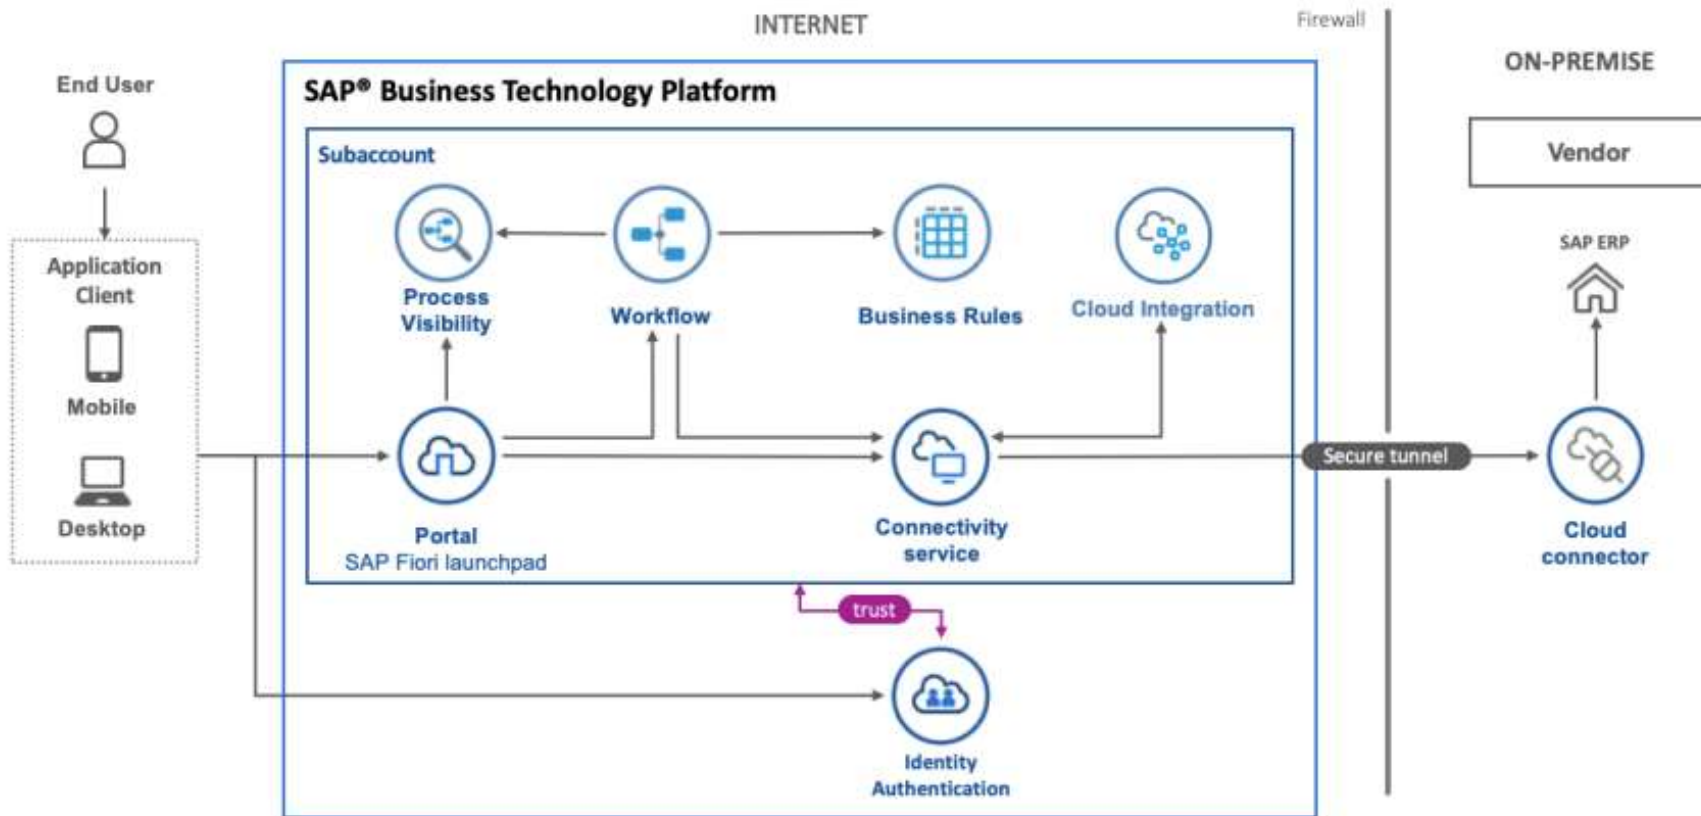 INTERNET
Firewall
ON-PREMISE
End User
SAP® Business Technology Platform
Vendor
Subaccount
Application
Client
Mobile
Desktop
Process
Visibility
Workflow
Business Rules
Cloud Integration
SAP ERP
Portal
SAP Fiori launchpad
Connectivity
service
Secure tunnel
Cloud
connector
trust
Identity
Authentication